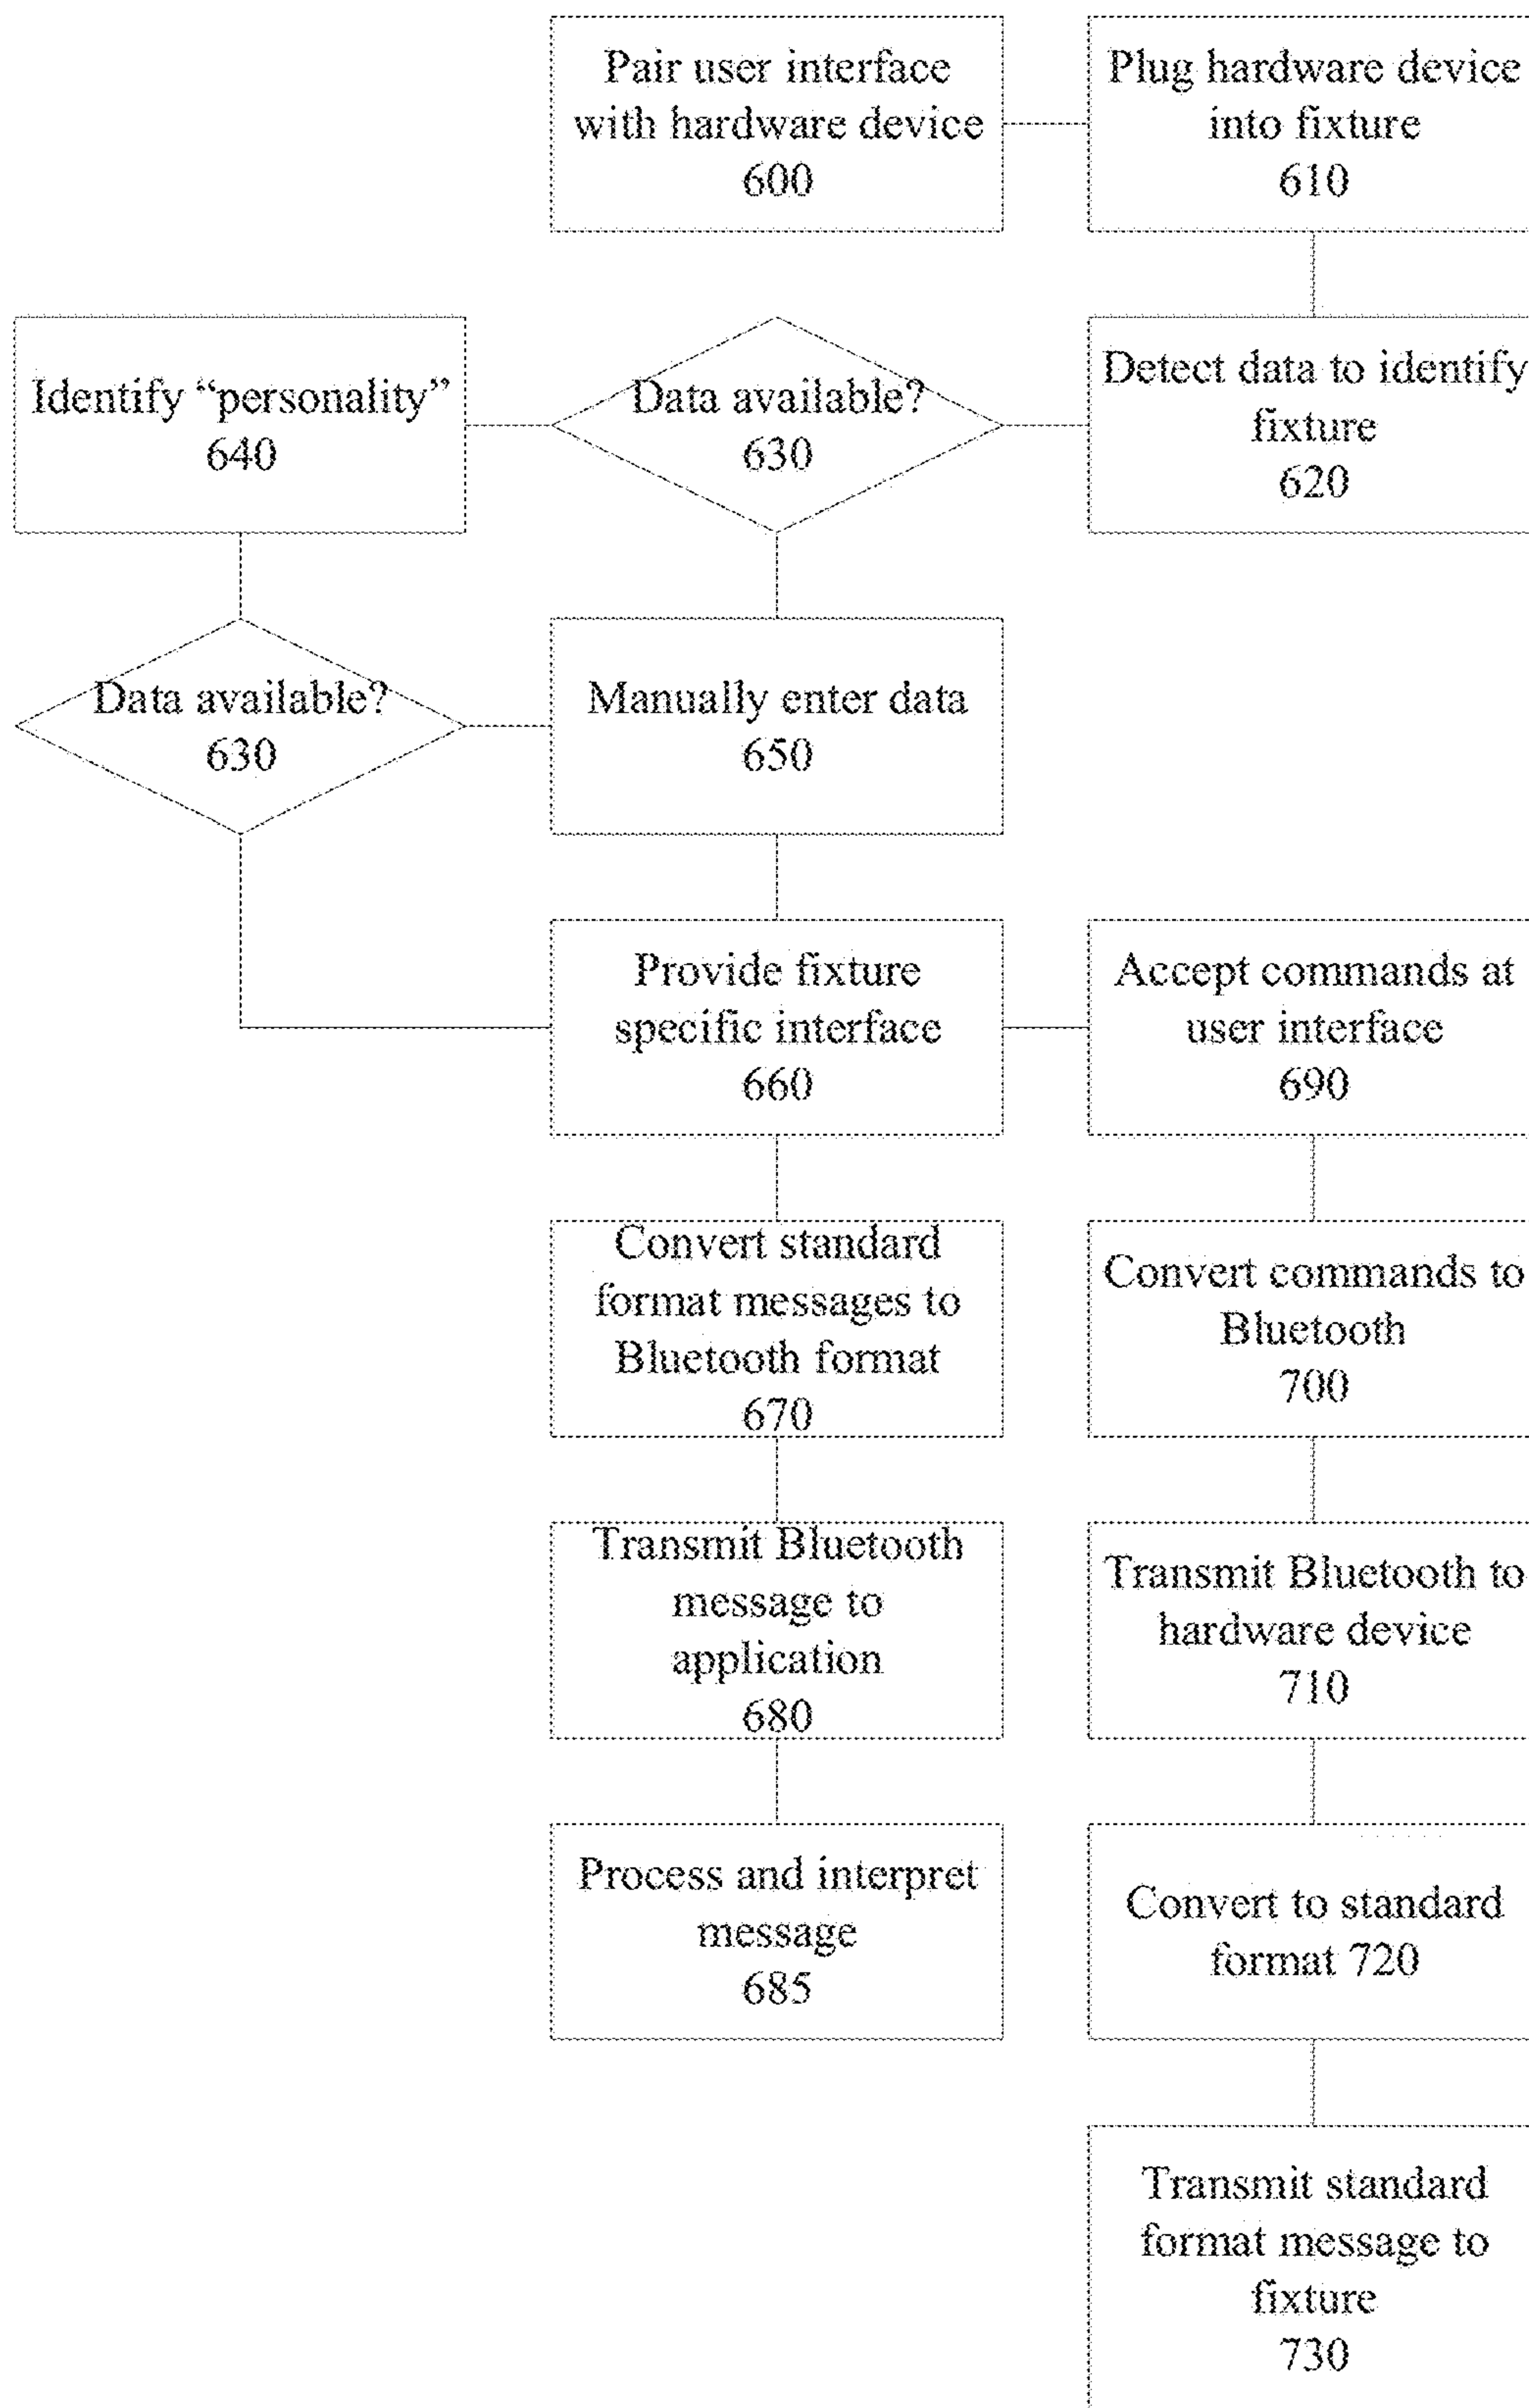 Pair user interface
with hardware device
600
Plug hardware device
into fixture
610
Identify “personality”
640
Data available?
630
Detect data to identify
fixture
620
Data available?
630
Manually enter data
650
Provide fixture
specific interface
660
Accept commands at
user interface
690
Convert standard
format messages to
Bluetooth format
670
Convert commands to
Bluetooth
700
Transmit Bluetooth
message to
application
680
Transmit Bluetooth to
hardware device
710
Process and interpret
message
685
Convert to standard
format 720
Transmit standard
format message to
fixture
730